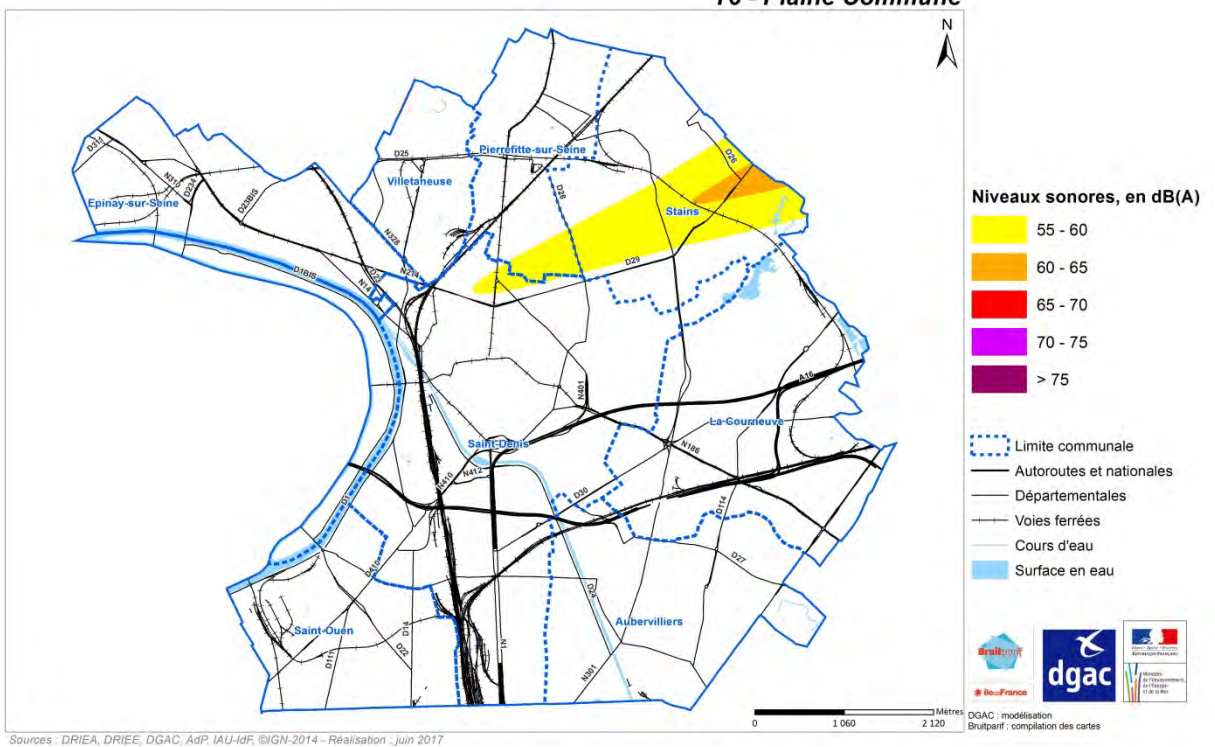 T6 - Plaine Commune
N
D311
N310
D234
D23BIS
Epinay-sur-Seine
D25
Pierrefitte-sur-Seine
Villetaneuse
D28
D26
Stains
N328
N214
D1BIS
N14
D29
N401
A16
La Courneuve
Saint-Denis
N186
N412
N410
D30
D1
D114
D27
D410
D24
Aubervilliers
Saint-Ouen
D14
D22
D111
N1
N301
Niveaux sonores, en dB(A)
55 - 60
60 - 65
65 - 70
70 - 75
> 75
Limite communale
Autoroutes et nationales
Départementales
Voies ferrées
Cours d'eau
Surface en eau
Bruitparif
îledeFrance
dgac
Mètres
0 1 060 2 120
DGAC : modélisation
Bruitparif : compilation des cartes
Sources : DRIEA, DRIEE, DGAC, AdP, IAU-IdF, ©IGN-2014 - Réalisation : juin 2017